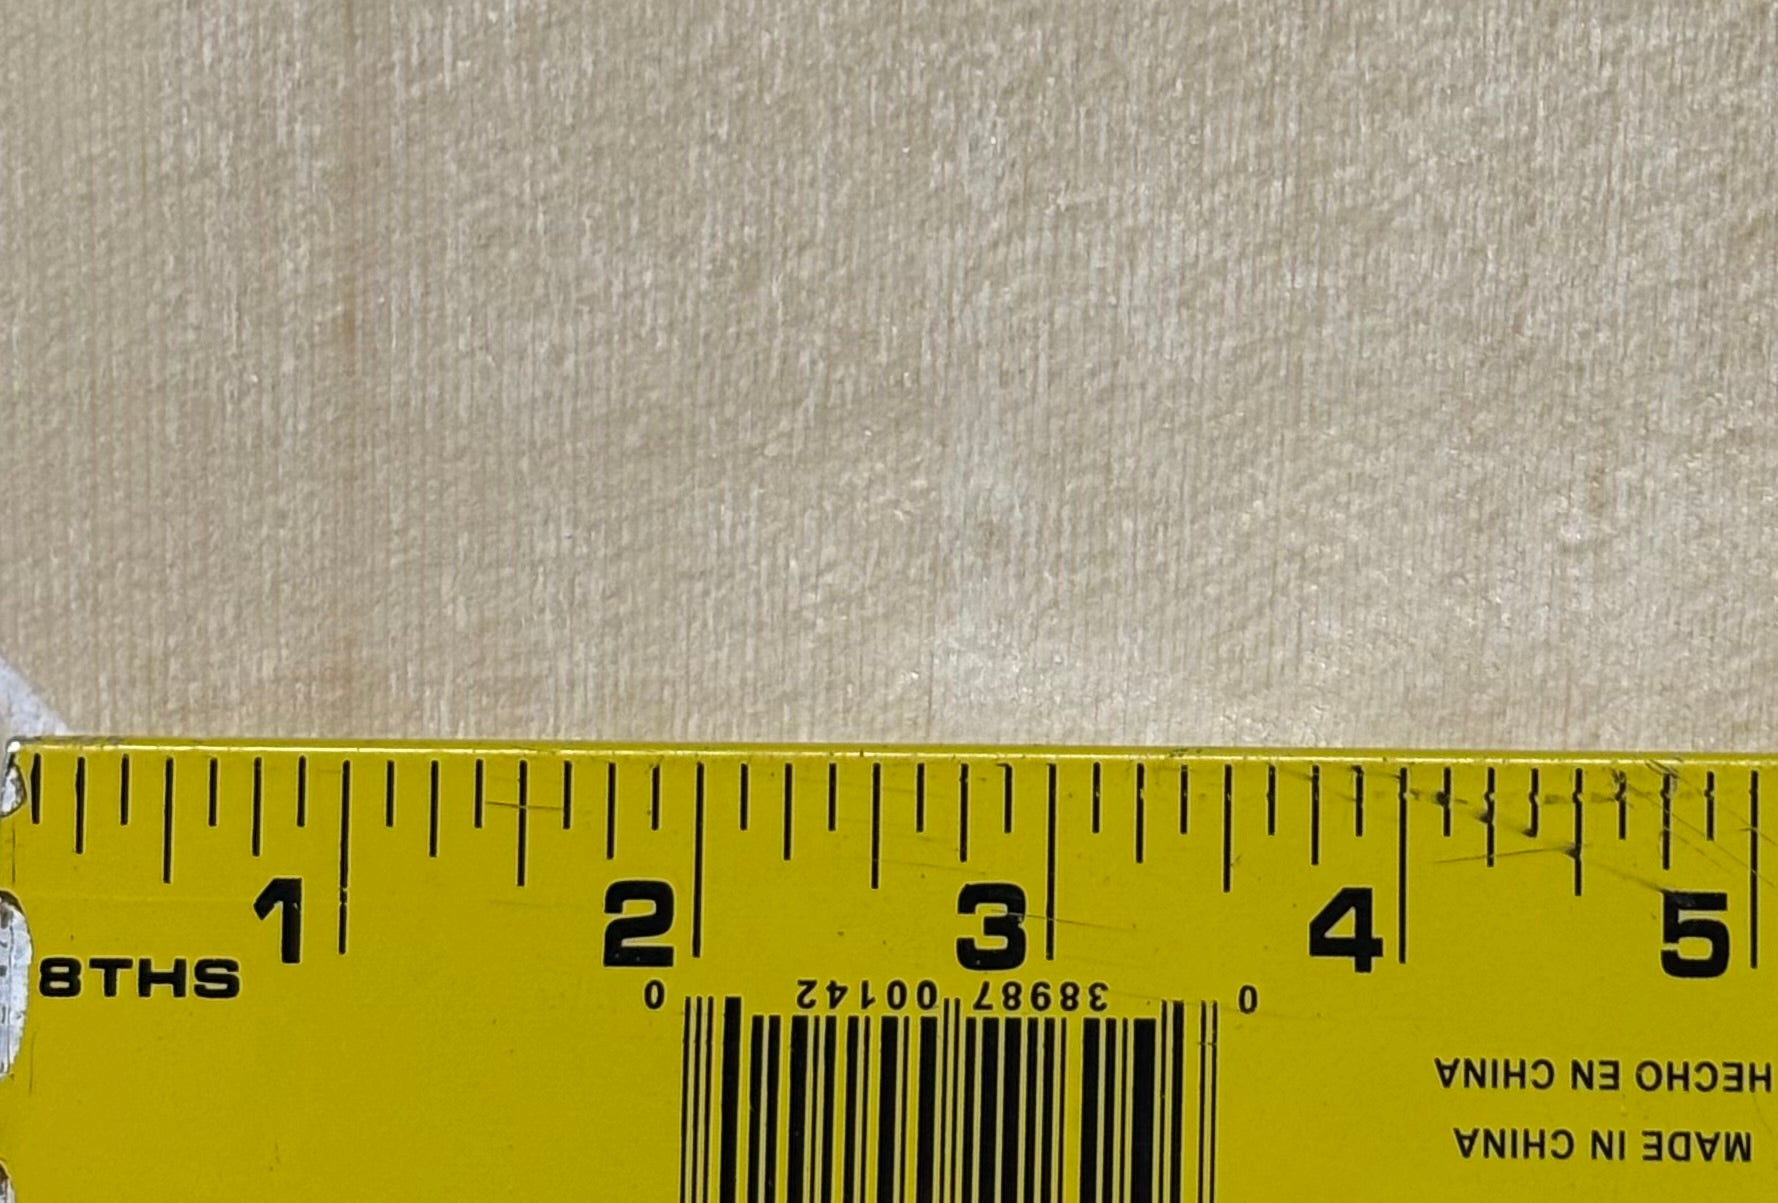 1 2 3 4 5
8THS
0 38987 00142 0
HECHO EN CHINA
MADE IN CHINA